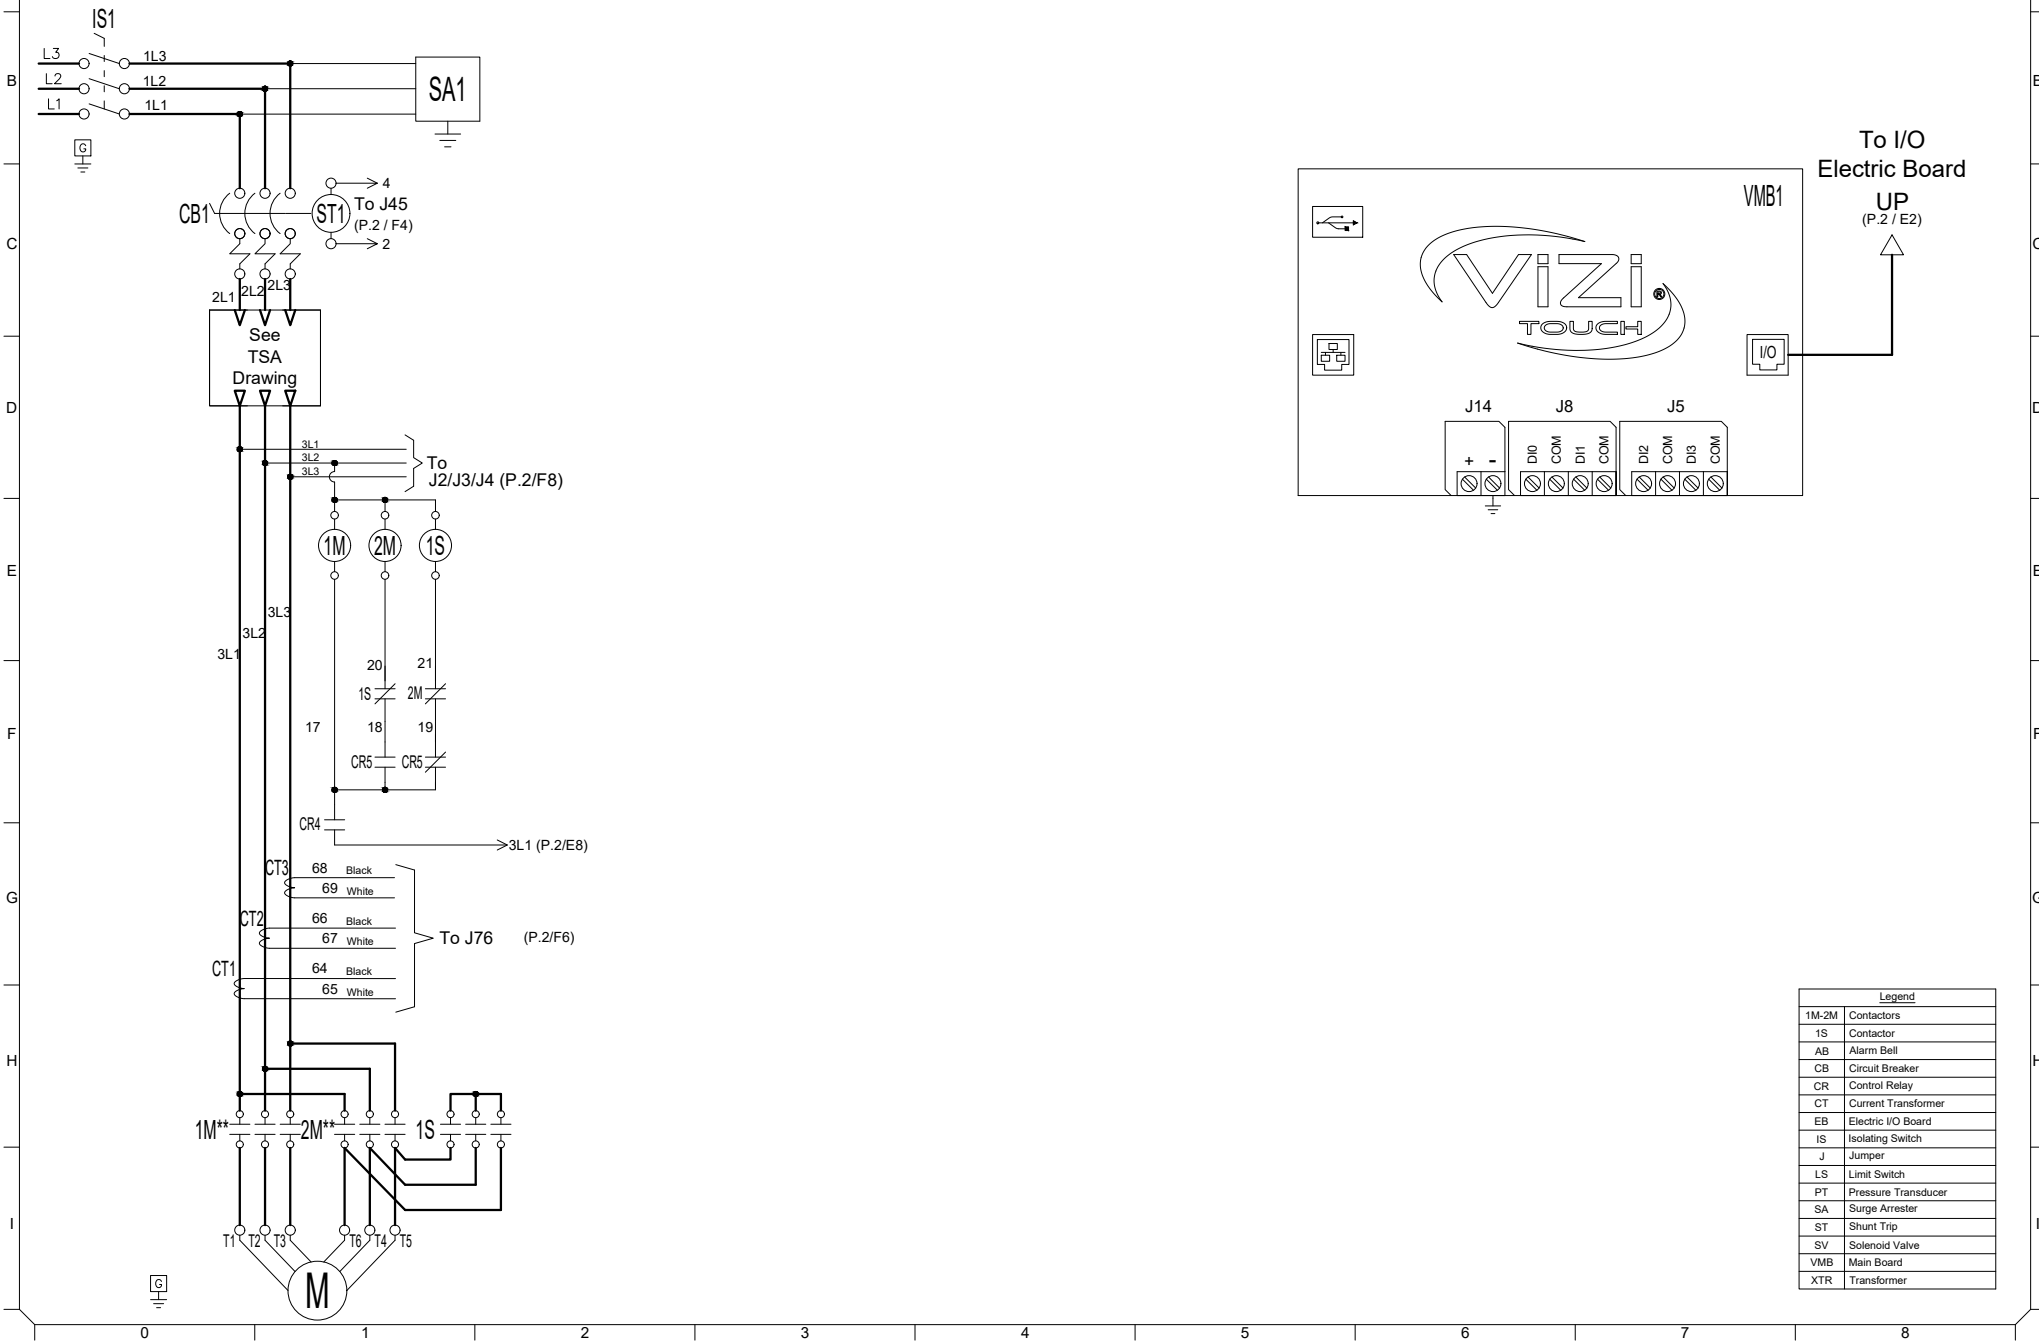 IS1
L3
1L3
B
L2
1L2
SA1
L1
1L1
G
To I/O
Electric Board
UP
(P.2 / E2)
4
CB1
ST1
To J45
(P.2 / F4)
2
VMB1
C
ViZi®
TOUCH
2L1
2L2
2L3
See
TSA
Drawing
I/O
D
J14
J8
J5
+
-
DI0
COM
DI1
COM
DI2
COM
DI3
COM
3L1
3L2
3L3
To
J2/J3/J4 (P.2/F8)
1M
2M
1S
E
3L3
3L2
3L1
20
21
1S
2M
F
17
18
19
CR5
CR5
CR4
3L1 (P.2/E8)
CT3
68
Black
69
White
G
CT2
66
Black
67
White
To J76
(P.2/F6)
CT1
64
Black
65
White
H
1M**
2M**
1S
I
T1
T2
T3
T6
T4
T5
M
G
Legend
1M-2M Contactors
1S Contactor
AB Alarm Bell
CB Circuit Breaker
CR Control Relay
CT Current Transformer
EB Electric I/O Board
IS Isolating Switch
J Jumper
LS Limit Switch
PT Pressure Transducer
SA Surge Arrester
ST Shunt Trip
SV Solenoid Valve
VMB Main Board
XTR Transformer
0
1
2
3
4
5
6
7
8